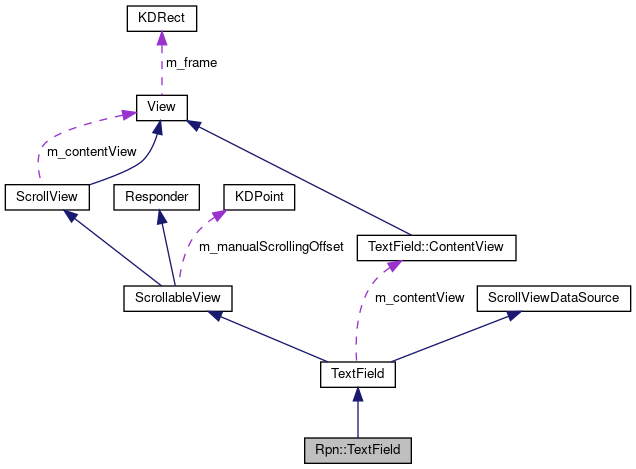 KDRect
m_frame
View
m_contentView
ScrollView
Responder
KDPoint
m_manualScrollingOffset
TextField::ContentView
ScrollableView
m_contentView
ScrollViewDataSource
TextField
Rpn::TextField